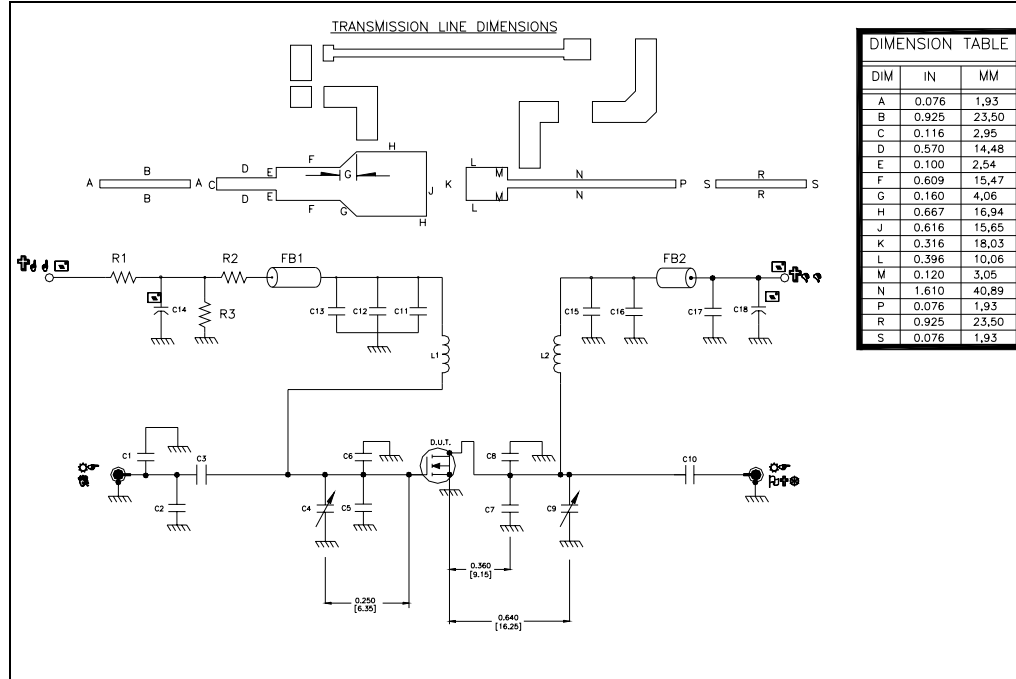 TRANSMISSION LINE DIMENSIONS
DIMENSION TABLE
DIM IN MM
A 0.076 1,93
B 0.925 23,50
C 0.116 2,95
D 0.570 14,48
E 0.100 2,54
F 0.609 15,47
G 0.160 4,06
H 0.667 16,94
J 0.616 15,65
K 0.316 18,03
L 0.396 10,06
M 0.120 3,05
N 1.610 40,89
P 0.076 1,93
R 0.925 23,50
S 0.076 1,93
B
D
F
H
L
N
R
A
A
C
E
G
J
K
M
P
S
S
B
D
E
F
G
H
L
M
N
R
R1
R2
FB1
FB2
C14
R3
C13
C12
C11
C15
C16
C17
C18
L1
L2
C1
C3
C6
D.U.T.
C8
C10
C2
C4
C5
C7
C9
0.360
[9.15]
0.250
[6.35]
0.640
[16.25]